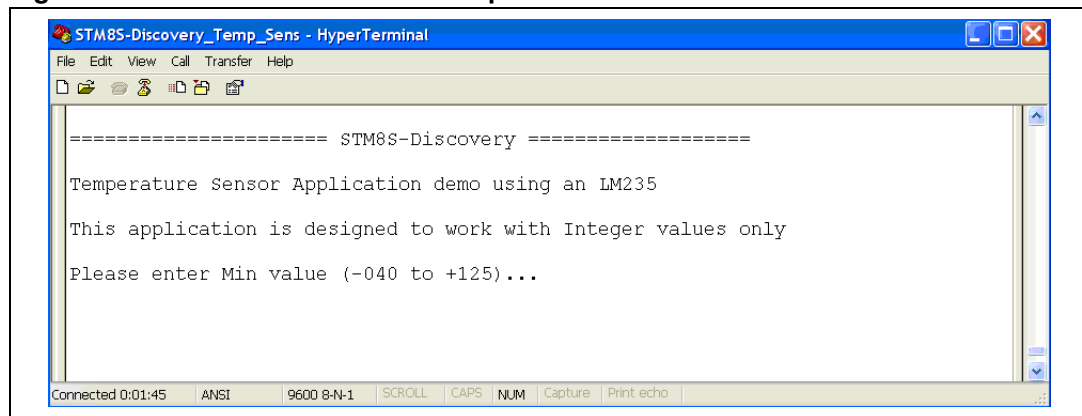 STM8S-Discovery_Temp_Sens - HyperTerminal
File Edit View Call Transfer Help
===================== STM8S-Discovery ===================
Temperature Sensor Application demo using an LM235
This application is designed to work with Integer values only
Please enter Min value (-040 to +125)...
Connected 0:01:45 ANSI 9600 8-N-1 SCROLL CAPS NUM Capture Print echo